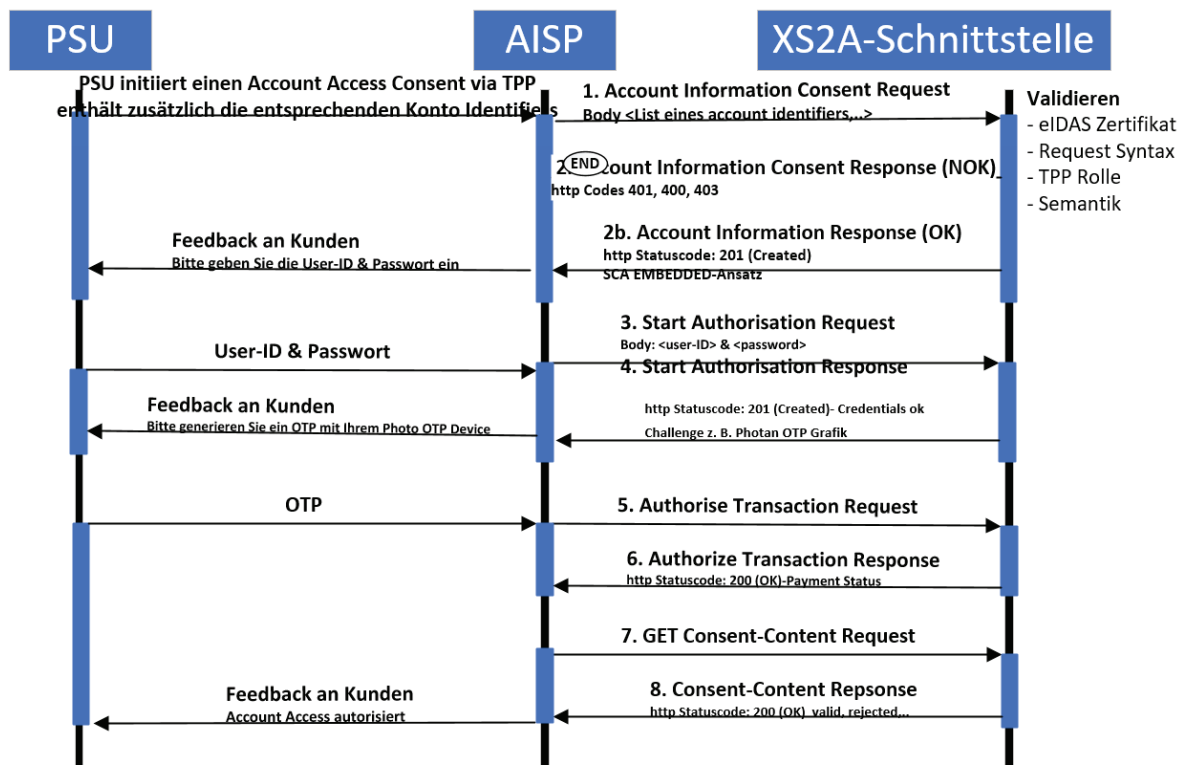 PSU
AISP
XS2A-Schnittstelle
PSU initiiert einen Account Access Consent via TPP
enthält zusätzlich die entsprechenden Konto Identifiers
1. Account Information Consent Request
Body <List eines account identifiers,..>
Validieren
- eIDAS Zertifikat
- Request Syntax
- TPP Rolle
- Semantik
END
2. ount Information Consent Response (NOK)
http Codes 401, 400, 403
2b. Account Information Response (OK)
http Statuscode: 201 (Created)
SCA EMBEDDED-Ansatz
Feedback an Kunden
Bitte geben Sie die User-ID & Passwort ein
3. Start Authorisation Request
Body: <user-ID> & <password>
User-ID & Passwort
4. Start Authorisation Response
http Statuscode: 201 (Created)- Credentials ok
Challenge z. B. Photan OTP Grafik
Feedback an Kunden
Bitte generieren Sie ein OTP mit Ihrem Photo OTP Device
OTP
5. Authorise Transaction Request
6. Authorize Transaction Response
http Statuscode: 200 (OK)-Payment Status
7. GET Consent-Content Request
8. Consent-Content Repsonse
http Statuscode: 200 (OK) valid, rejected,..
Feedback an Kunden
Account Access autorisiert